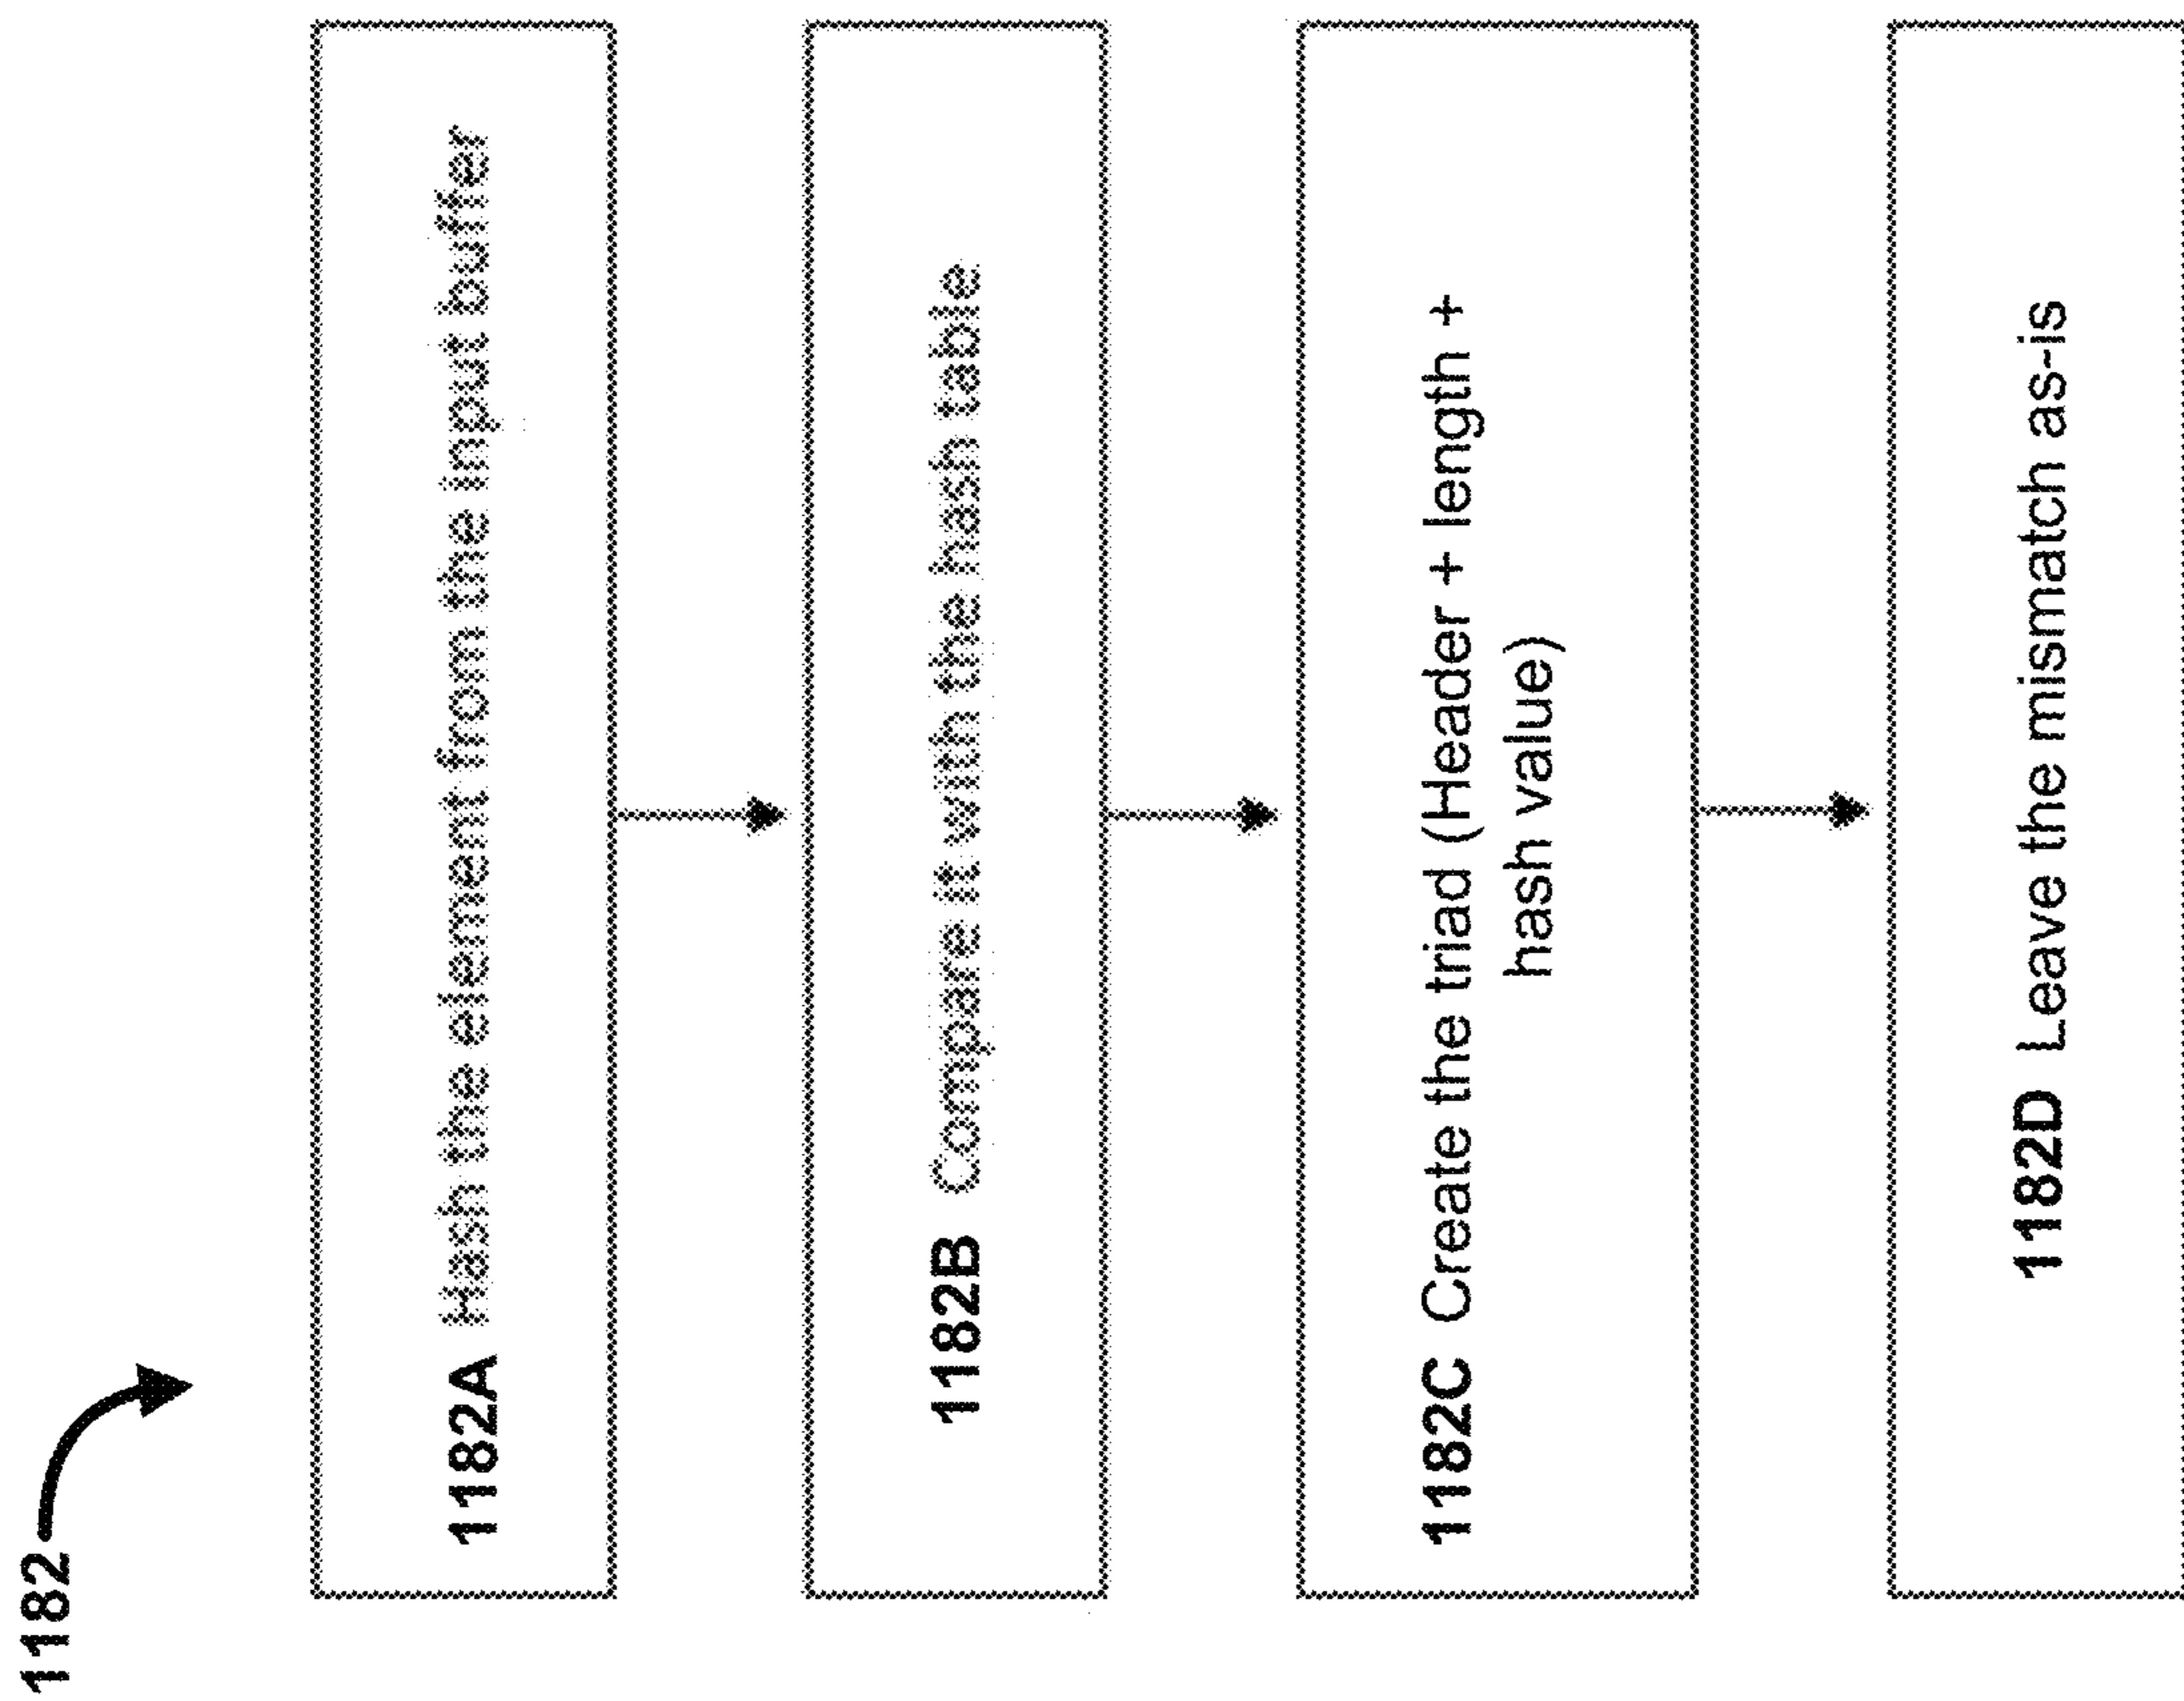 1182
1182A Hash the element from the input buffer
1182B Compare it with the hash table
1182C Create the triad (Header + length +
hash value)
1182D Leave the mismatch as-is